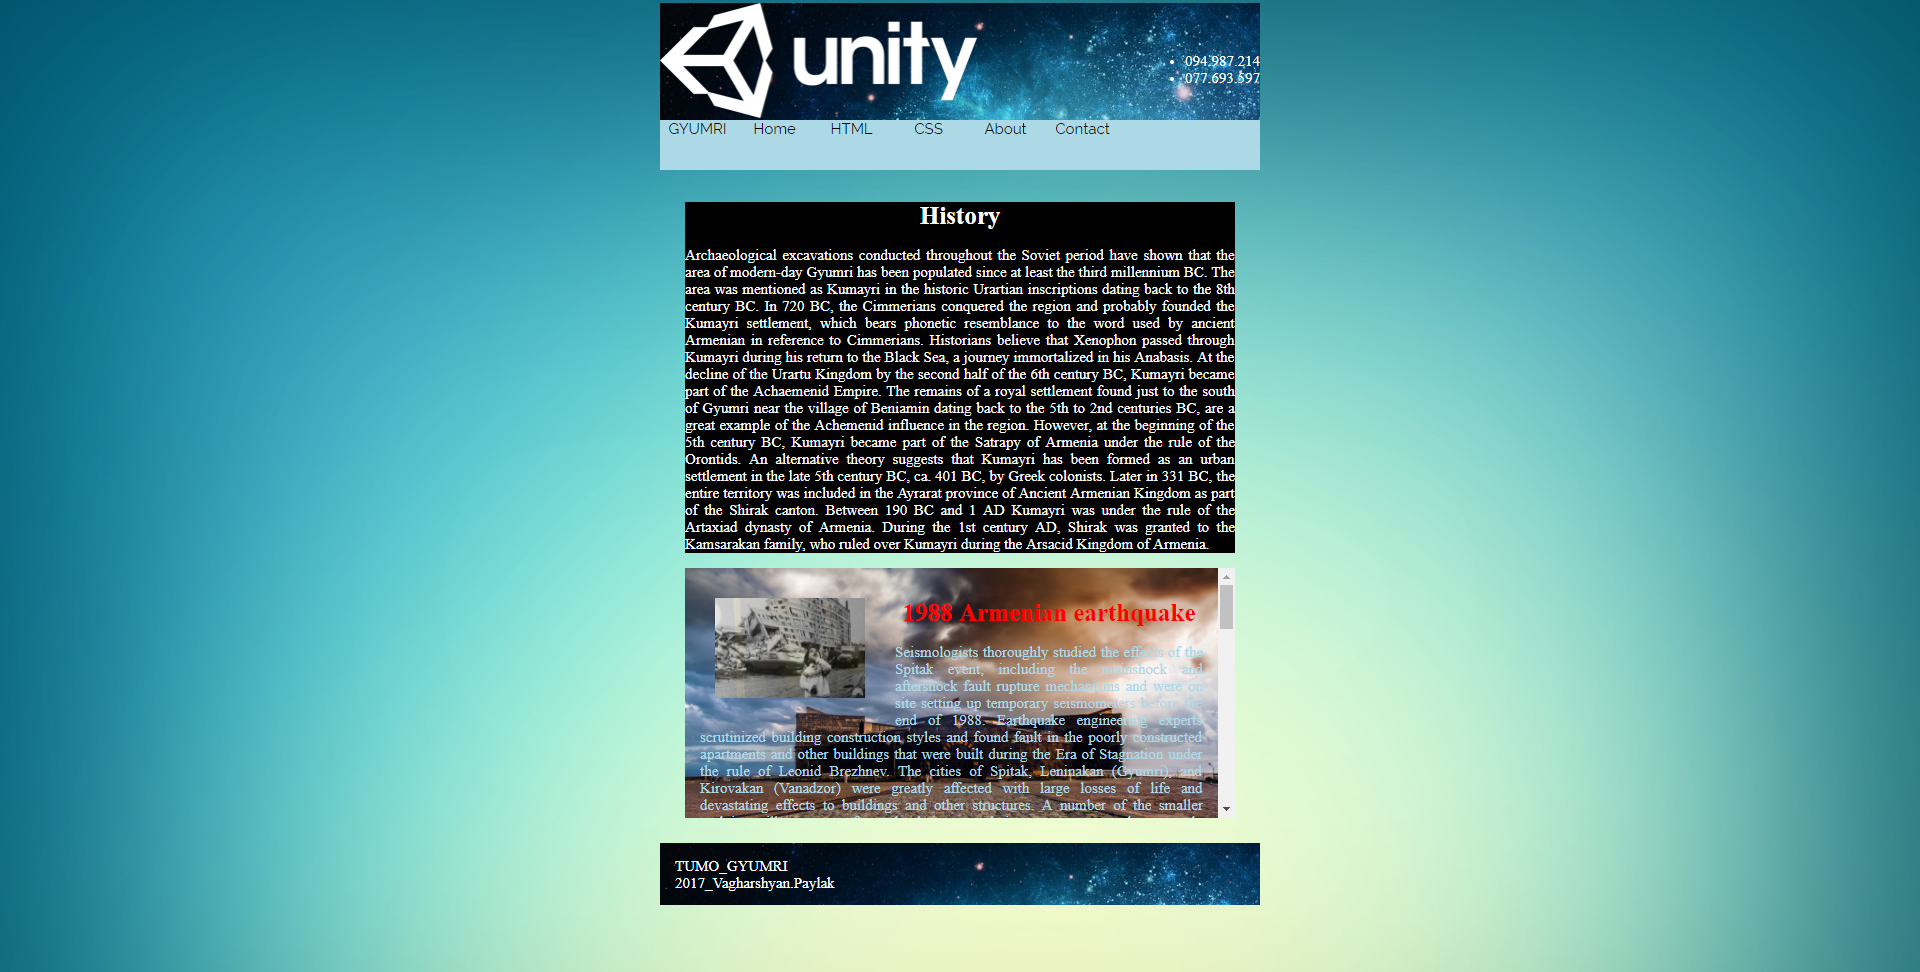 unity
094.987.214
077.693.597
GYUMRI Home HTML CSS About Contact
History
Archaeological excavations conducted throughout the Soviet period have shown that the
area of modern-day Gyumri has been populated since at least the third millennium BC. The
area was mentioned as Kumayri in the historic Urartian inscriptions dating back to the 8th
century BC. In 720 BC, the Cimmerians conquered the region and probably founded the
Kumayri settlement, which bears phonetic resemblance to the word used by ancient
Armenian in reference to Cimmerians. Historians believe that Xenophon passed through
Kumayri during his return to the Black Sea, a journey immortalized in his Anabasis. At the
decline of the Urartu Kingdom by the second half of the 6th century BC, Kumayri became
part of the Achaemenid Empire. The remains of a royal settlement found just to the south
of Gyumri near the village of Beniamin dating back to the 5th to 2nd centuries BC, are a
great example of the Achemenid influence in the region. However, at the beginning of the
5th century BC, Kumayri became part of the Satrapy of Armenia under the rule of the
Orontids. An alternative theory suggests that Kumayri has been formed as an urban
settlement in the late 5th century BC, ca. 401 BC, by Greek colonists. Later in 331 BC, the
entire territory was included in the Ayrarat province of Ancient Armenian Kingdom as part
of the Shirak canton. Between 190 BC and 1 AD Kumayri was under the rule of the
Artaxiad dynasty of Armenia. During the 1st century AD, Shirak was granted to the
Kamsarakan family, who ruled over Kumayri during the Arsacid Kingdom of Armenia.
1988 Armenian earthquake
Seismologists thoroughly studied the effects of the
Spitak event, including the mainshock and
aftershock fault rupture mechanisms and were on
site setting up temporary seismometers before the
end of 1988. Earthquake engineering experts
scrutinized building construction styles and found fault in the poorly constructed
apartments and other buildings that were built during the Era of Stagnation under
the rule of Leonid Brezhnev. The cities of Spitak, Leninakan (Gyumri), and
Kirovakan (Vanadzor) were greatly affected with large losses of life and
devastating effects to buildings and other structures. A number of the smaller
TUMO_GYUMRI
2017_Vagharshyan.Paylak